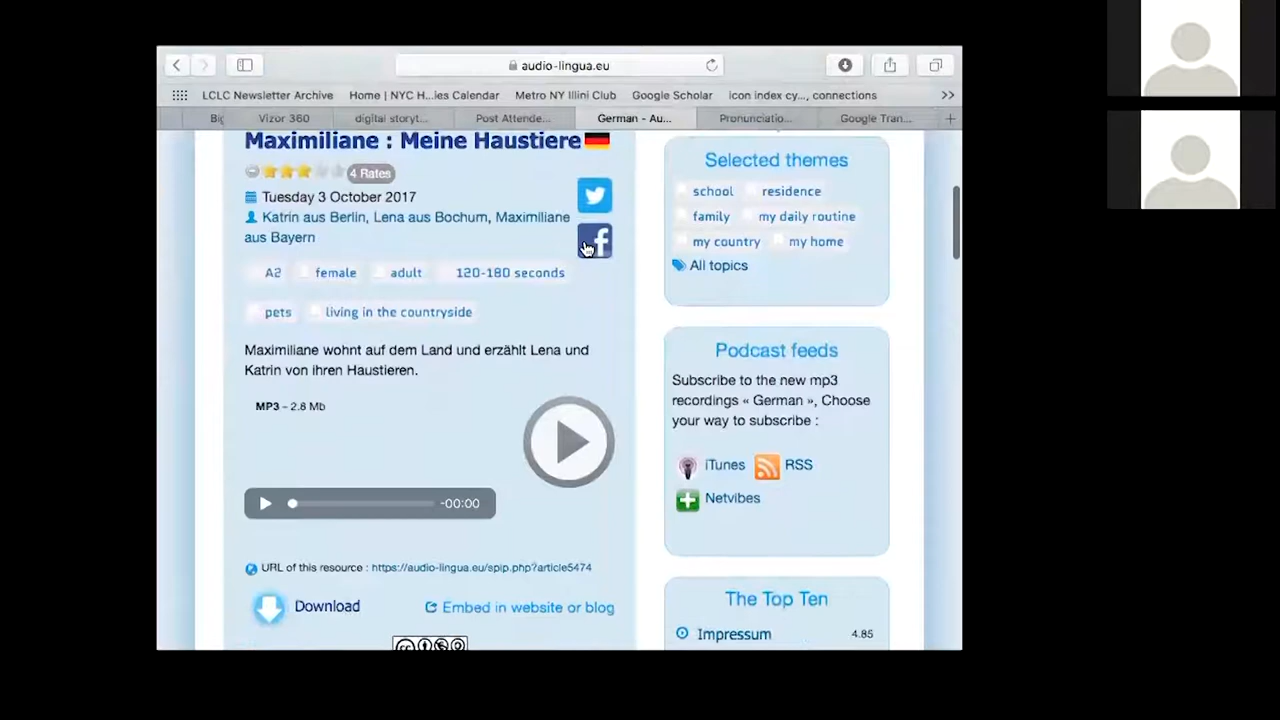 audio-lingua.eu
LCLC Newsletter Archive Home | NYC H...ies Calendar Metro NY Illini Club Google Scholar icon index cy..., connections >>
Big Vizor 360 digital storyt... Post Attende... German – Au... Pronunciatio... Google Tran... +
Maximiliane : Meine Haustiere
4 Rates
Tuesday 3 October 2017
Katrin aus Berlin, Lena aus Bochum, Maximiliane
aus Bayern
A2 female adult 120-180 seconds
pets living in the countryside
Maximiliane wohnt auf dem Land und erzählt Lena und
Katrin von ihren Haustieren.
MP3 – 2.8 Mb
-00:00
URL of this resource : https://audio-lingua.eu/spip.php?article5474
Download Embed in website or blog
cc
Selected themes
school residence
family my daily routine
my country my home
All topics
Podcast feeds
Subscribe to the new mp3
recordings « German », Choose
your way to subscribe :
iTunes RSS
Netvibes
The Top Ten
Impressum 4.85